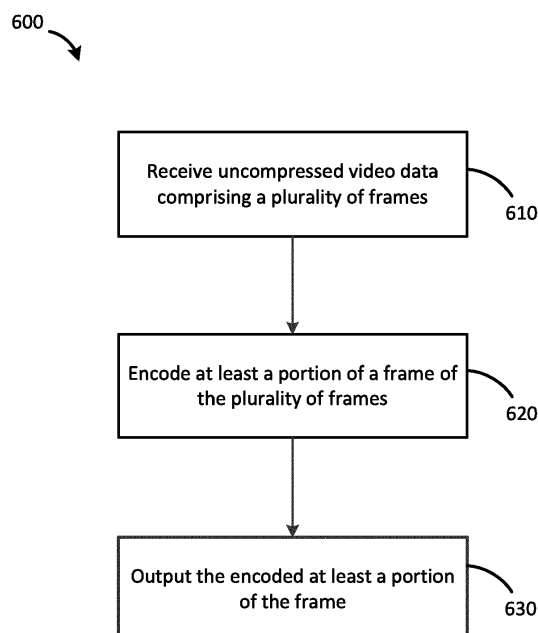 600
Receive uncompressed video data
comprising a plurality of frames
610
Encode at least a portion of a frame of
the plurality of frames
620
Output the encoded at least a portion
of the frame
630